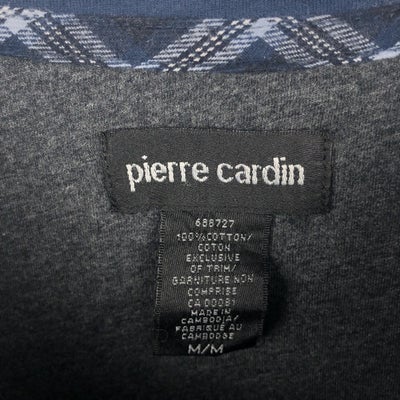 pierre cardin
688727
100% COTTON/
COTON
EXCLUSIVE
OF TRIM/
GARNITURE NON
COMPRISE
CA 00081
MADE IN
CAMBODIA/
FABRIQUÉ AU
CAMBODGE
M/M